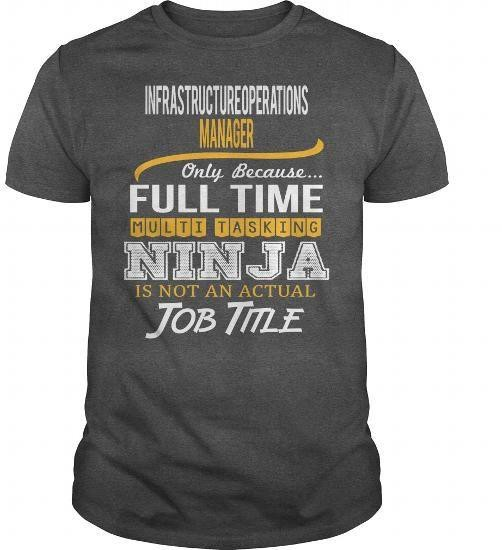 INFRASTRUCTUREOPERATIONS
MANAGER
Only Because...
FULL TIME
MULTI TASKING
NINJA
IS NOT AN ACTUAL
JOB TITLE